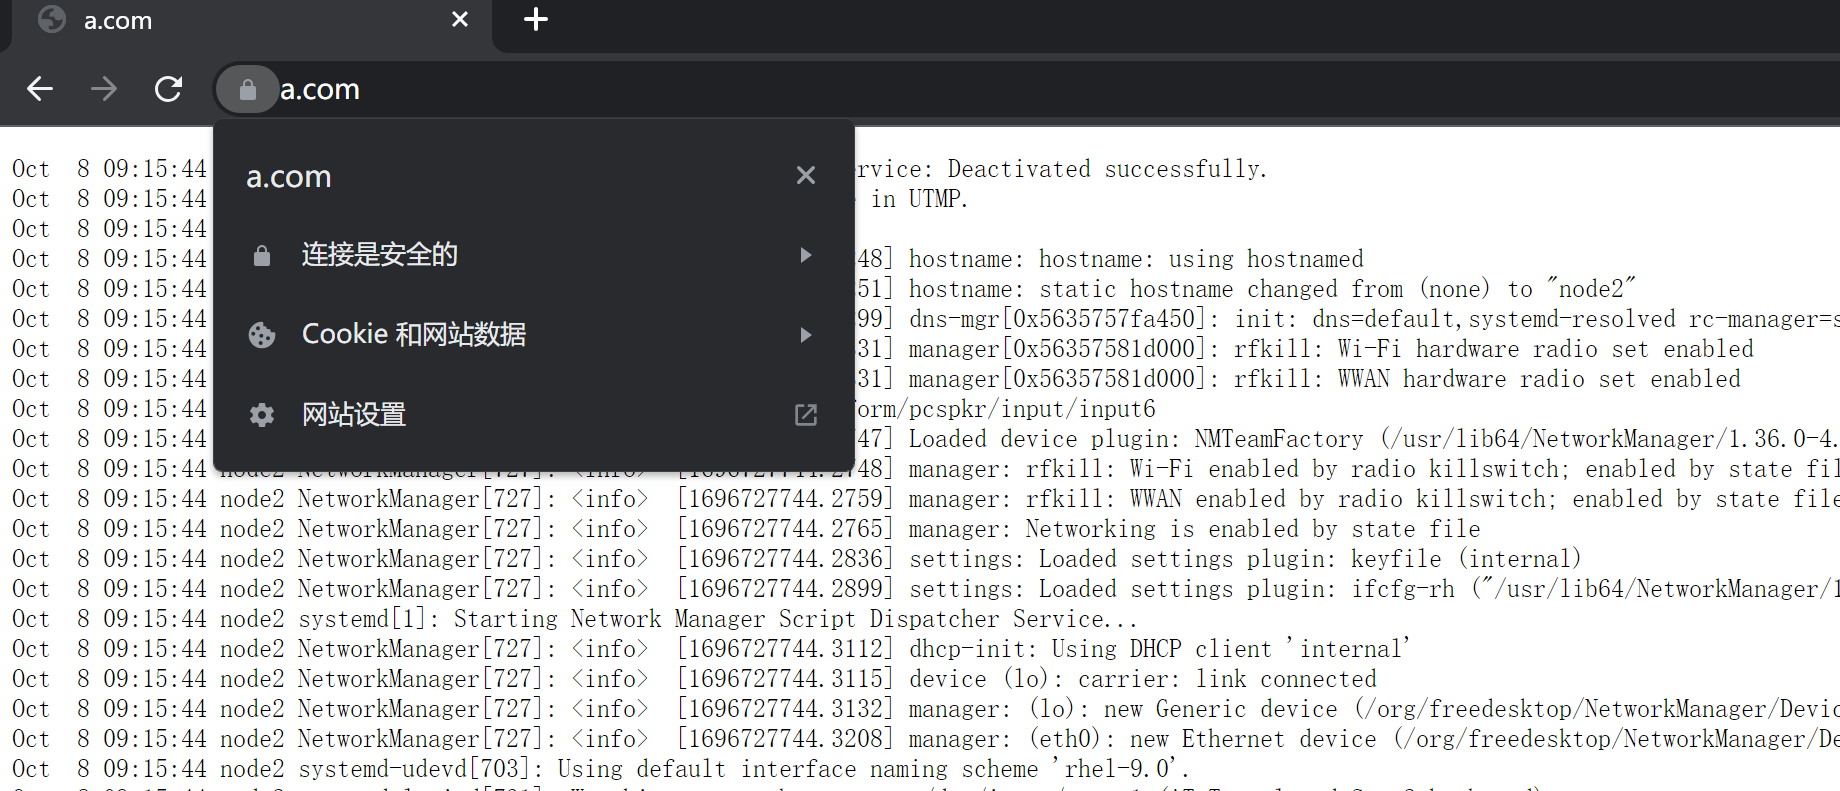 a.com
a.com
a.com
连接是安全的
Cookie 和网站数据
网站设置
Oct  8 09:15:44 rvice: Deactivated successfully.
Oct  8 09:15:44 in UTMP.
Oct  8 09:15:44
Oct  8 09:15:44 48] hostname: hostname: using hostnamed
Oct  8 09:15:44 51] hostname: static hostname changed from (none) to "node2"
Oct  8 09:15:44 99] dns-mgr[0x5635757fa450]: init: dns=default,systemd-resolved rc-manager=s
Oct  8 09:15:44 31] manager[0x56357581d000]: rfkill: Wi-Fi hardware radio set enabled
Oct  8 09:15:44 31] manager[0x56357581d000]: rfkill: WWAN hardware radio set enabled
Oct  8 09:15:44 form/pcspkr/input/input6
Oct  8 09:15:44 747] Loaded device plugin: NMTeamFactory (/usr/lib64/NetworkManager/1.36.0-4.
Oct  8 09:15:44 node2 NetworkManager[727]: <info>  [1696727744.2748] manager: rfkill: Wi-Fi enabled by radio killswitch; enabled by state fil
Oct  8 09:15:44 node2 NetworkManager[727]: <info>  [1696727744.2759] manager: rfkill: WWAN enabled by radio killswitch; enabled by state file
Oct  8 09:15:44 node2 NetworkManager[727]: <info>  [1696727744.2765] manager: Networking is enabled by state file
Oct  8 09:15:44 node2 NetworkManager[727]: <info>  [1696727744.2836] settings: Loaded settings plugin: keyfile (internal)
Oct  8 09:15:44 node2 NetworkManager[727]: <info>  [1696727744.2899] settings: Loaded settings plugin: ifcfg-rh ("/usr/lib64/NetworkManager/1
Oct  8 09:15:44 node2 systemd[1]: Starting Network Manager Script Dispatcher Service...
Oct  8 09:15:44 node2 NetworkManager[727]: <info>  [1696727744.3112] dhcp-init: Using DHCP client 'internal'
Oct  8 09:15:44 node2 NetworkManager[727]: <info>  [1696727744.3115] device (lo): carrier: link connected
Oct  8 09:15:44 node2 NetworkManager[727]: <info>  [1696727744.3132] manager: (lo): new Generic device (/org/freedesktop/NetworkManager/Devic
Oct  8 09:15:44 node2 NetworkManager[727]: <info>  [1696727744.3208] manager: (eth0): new Ethernet device (/org/freedesktop/NetworkManager/De
Oct  8 09:15:44 node2 systemd-udevd[703]: Using default interface naming scheme 'rhel-9.0'.